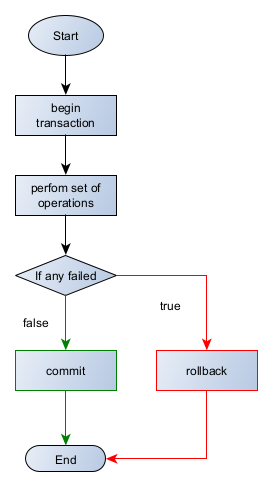 Start
begin
transaction
perfom set of
operations
If any failed
true
false
commit
rollback
End